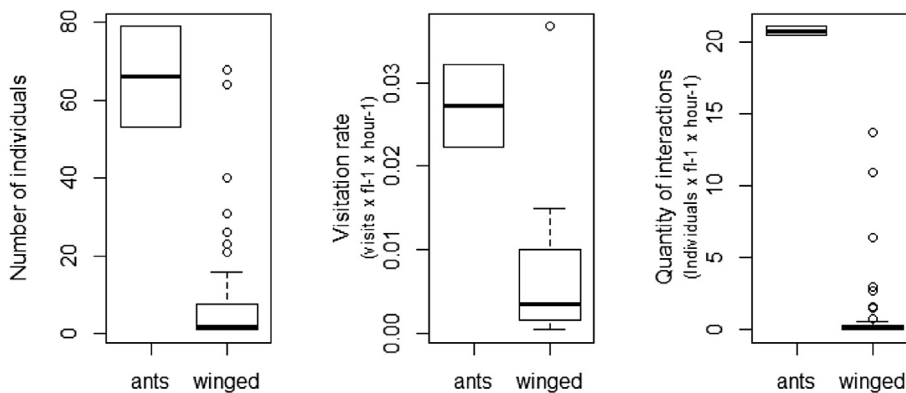 Number of individuals
80
60
40
20
0
ants winged
Visitation rate
(visits x fl-1 x hour-1)
0.03
0.02
0.01
0.00
ants winged
Quantity of interactions
(Individuals x fl-1 x hour-1)
20
15
10
5
0
ants winged